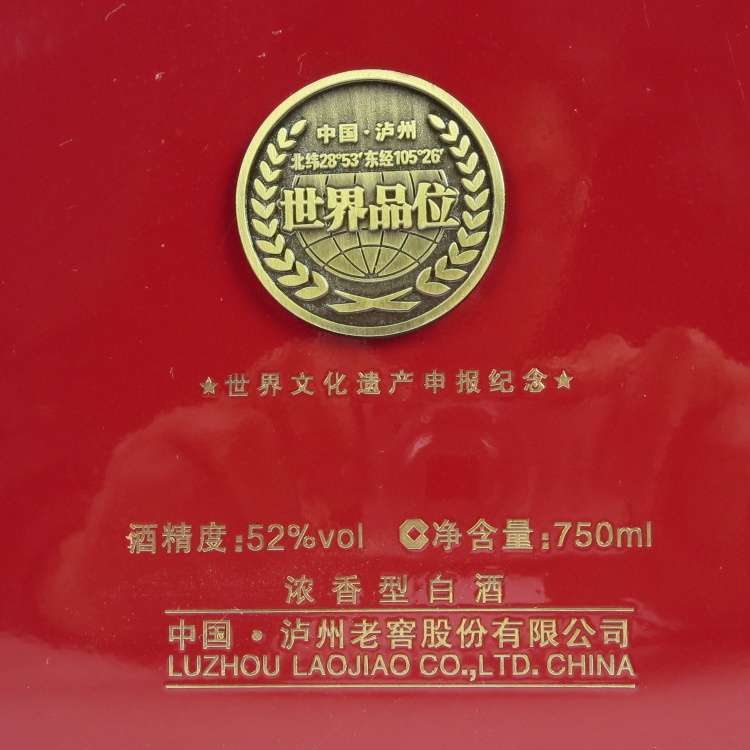 中国·泸州
北纬28°53′东经105°26′
世界品位
★世界文化遗产申报纪念★
酒精度:52%vol 净含量:750ml
浓香型白酒
中国·泸州老窖股份有限公司
LUZHOU LAOJIAO CO.,LTD. CHINA